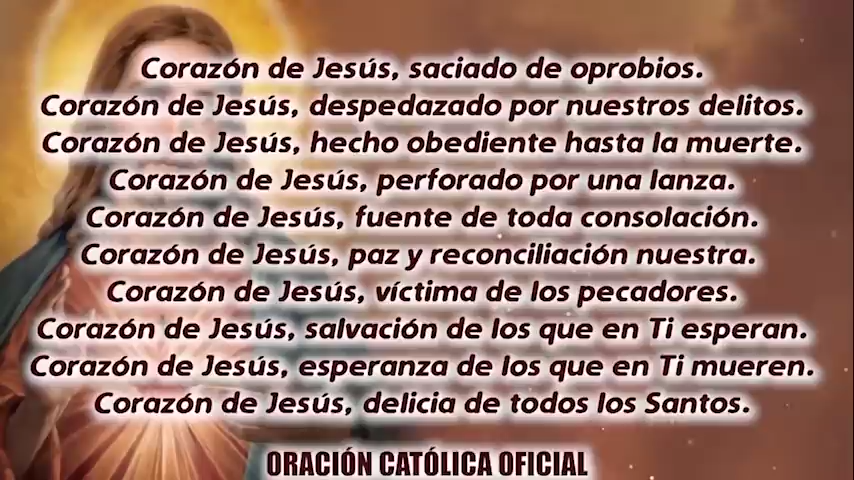 Corazón de Jesús, saciado de oprobios.
Corazón de Jesús, despedazado por nuestros delitos.
Corazón de Jesús, hecho obediente hasta la muerte.
Corazón de Jesús, perforado por una lanza.
Corazón de Jesús, fuente de toda consolación.
Corazón de Jesús, paz y reconciliación nuestra.
Corazón de Jesús, víctima de los pecadores.
Corazón de Jesús, salvación de los que en Ti esperan.
Corazón de Jesús, esperanza de los que en Ti mueren.
Corazón de Jesús, delicia de todos los Santos.
ORACIÓN CATÓLICA OFICIAL